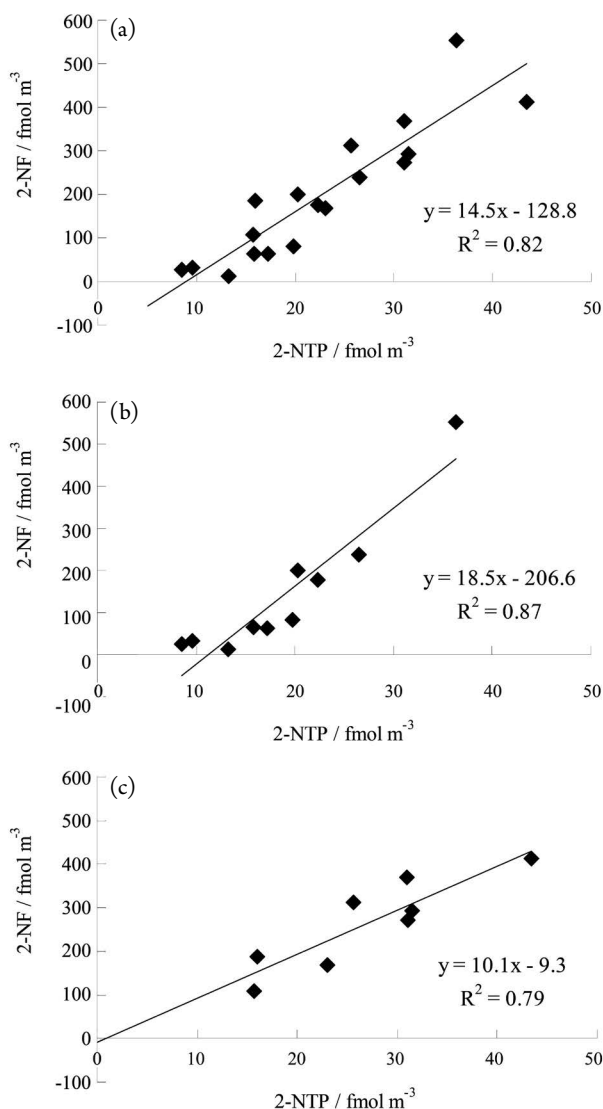 (a)
600
500
400
300
200
100
0
-100
0 10 20 30 40 50
2-NF / fmol m⁻³
2-NTP / fmol m⁻³
y = 14.5x - 128.8
R² = 0.82
(b)
600
500
400
300
200
100
0
-100
0 10 20 30 40 50
2-NF / fmol m⁻³
2-NTP / fmol m⁻³
y = 18.5x - 206.6
R² = 0.87
(c)
600
500
400
300
200
100
0
-100
0 10 20 30 40 50
2-NF / fmol m⁻³
2-NTP / fmol m⁻³
y = 10.1x - 9.3
R² = 0.79